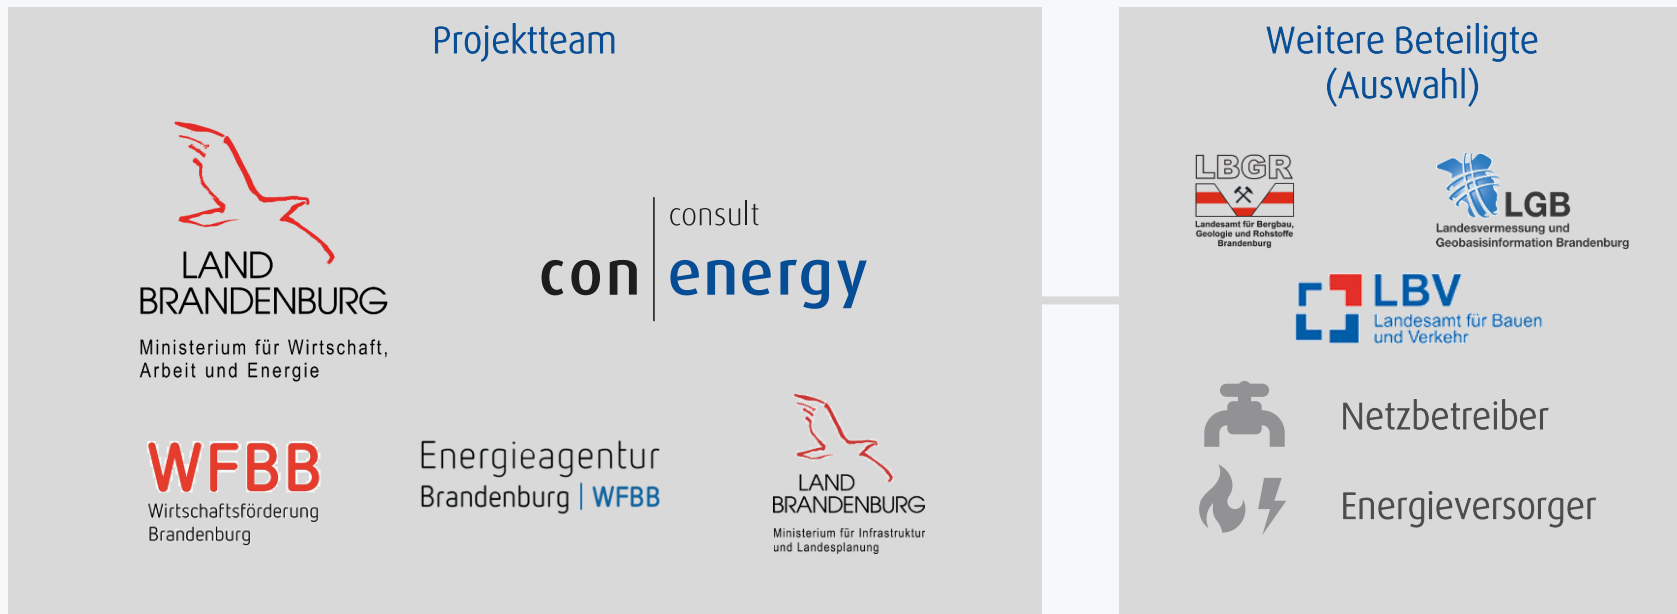 Projektteam
LAND
BRANDENBURG
Ministerium für Wirtschaft,
Arbeit und Energie
consult
con energy
WFBB
Wirtschaftsförderung
Brandenburg
Energieagentur
Brandenburg | WFBB
LAND
BRANDENBURG
Ministerium für Infrastruktur
und Landesplanung
Weitere Beteiligte
(Auswahl)
LBGR
Landesamt für Bergbau,
Geologie und Rohstoffe
Brandenburg
LGB
Landesvermessung und
Geobasisinformation Brandenburg
LBV
Landesamt für Bauen
und Verkehr
Netzbetreiber
Energieversorger